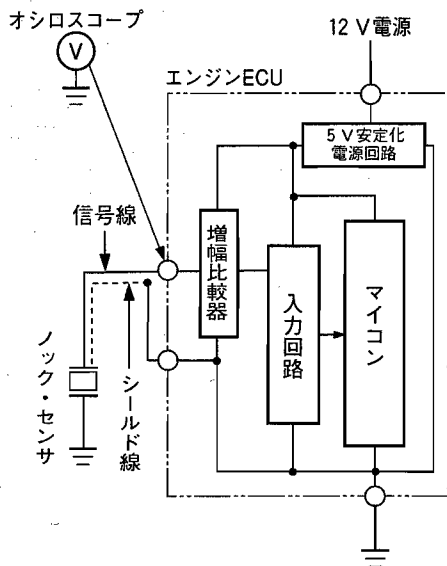 オシロスコープ
V
12 V電源
エンジンECU
5 V安定化
電源回路
信号線
増幅比較器
入力回路
マイコン
ノック・センサ
シールド線